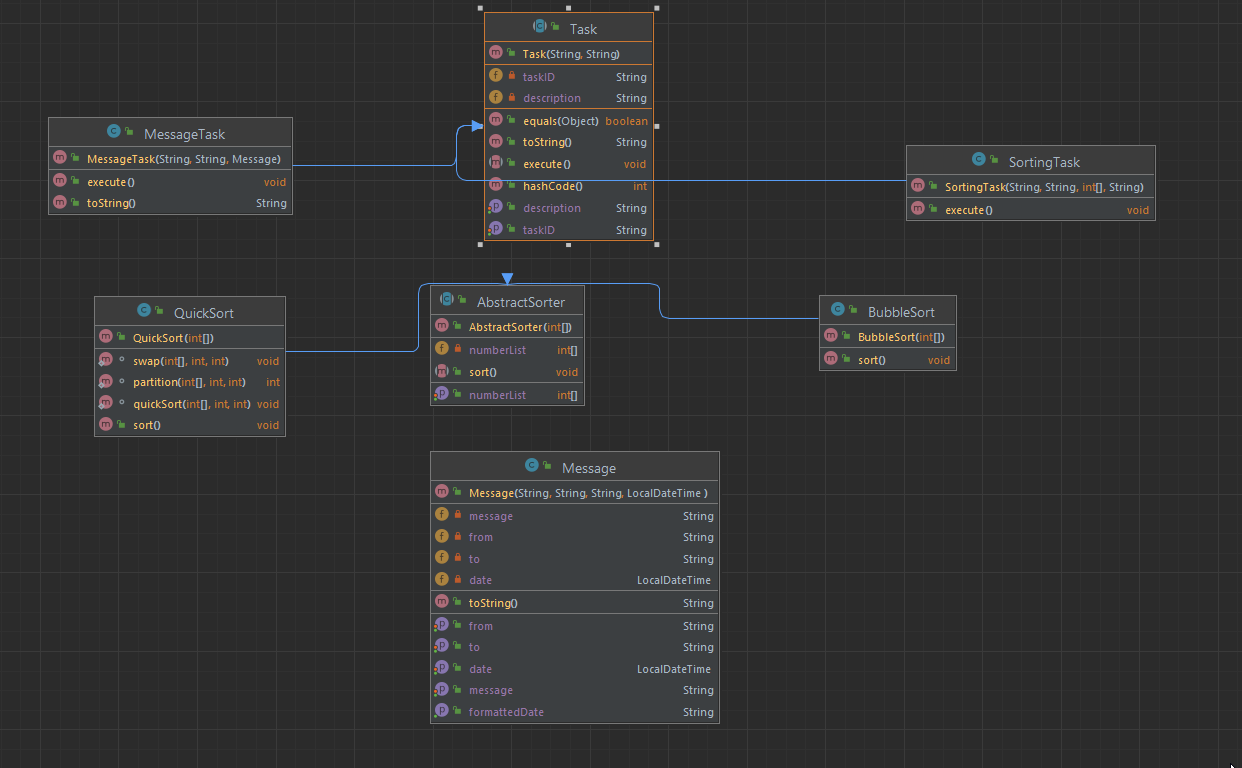 Task
Task(String, String)
taskID String
description String
equals(Object) boolean
toString() String
execute() void
hashCode() int
description String
taskID String
MessageTask
MessageTask(String, String, Message)
execute() void
toString() String
SortingTask
SortingTask(String, String, int[], String)
execute() void
QuickSort
QuickSort(int[])
swap(int[], int, int) void
partition(int[], int, int) int
quickSort(int[], int, int) void
sort() void
AbstractSorter
AbstractSorter(int[])
numberList int[]
sort() void
numberList int[]
BubbleSort
BubbleSort(int[])
sort() void
Message
Message(String, String, String, LocalDateTime )
message String
from String
to String
date LocalDateTime
toString() String
from String
to String
date LocalDateTime
message String
formattedDate String